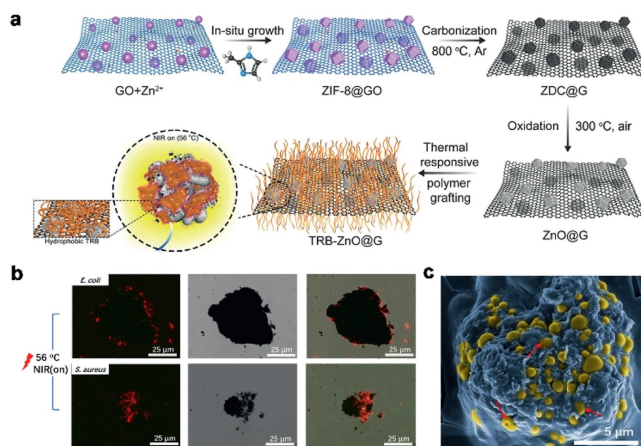 a
GO+Zn²⁺
In-situ growth
ZIF-8@GO
Carbonization
800 °C, Ar
ZDC@G
Oxidation
300 °C, air
ZnO@G
Thermal
responsive
polymer
grafting
TRB-ZnO@G
NIR on (56 °C)
Hydrophobic TRB
b
E. coli
25 μm
25 μm
25 μm
56 °C
NIR(on)
S. aureus
25 μm
25 μm
25 μm
c
5 μm